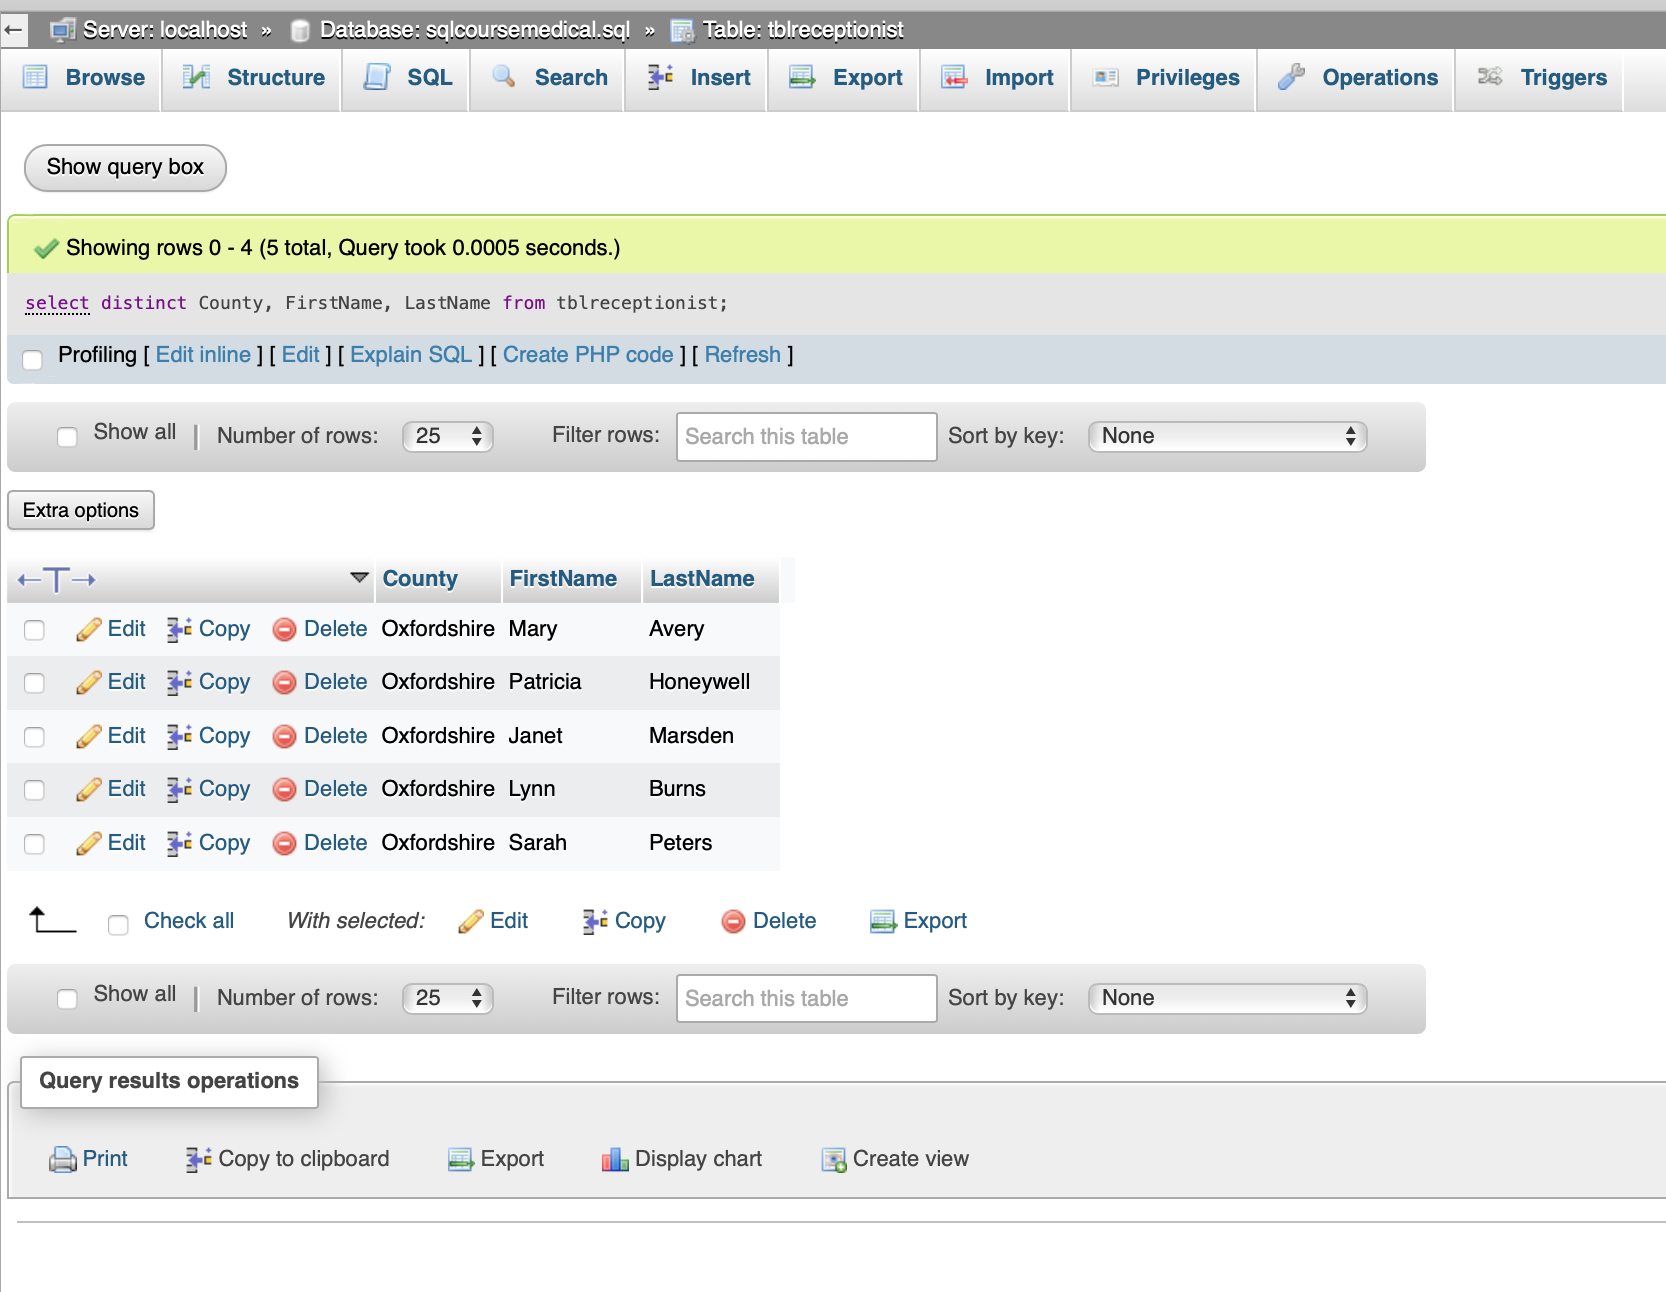 Server: localhost » Database: sqlcoursemedical.sql » Table: tblreceptionist
Browse Structure SQL Search Insert Export Import Privileges Operations Triggers
Show query box
Showing rows 0 - 4 (5 total, Query took 0.0005 seconds.)
select distinct County, FirstName, LastName from tblreceptionist;
Profiling [ Edit inline ] [ Edit ] [ Explain SQL ] [ Create PHP code ] [ Refresh ]
Show all | Number of rows: 25 Filter rows: Search this table Sort by key: None
Extra options
←T→ County FirstName LastName
Edit Copy Delete Oxfordshire Mary Avery
Edit Copy Delete Oxfordshire Patricia Honeywell
Edit Copy Delete Oxfordshire Janet Marsden
Edit Copy Delete Oxfordshire Lynn Burns
Edit Copy Delete Oxfordshire Sarah Peters
Check all With selected: Edit Copy Delete Export
Show all | Number of rows: 25 Filter rows: Search this table Sort by key: None
Query results operations
Print Copy to clipboard Export Display chart Create view